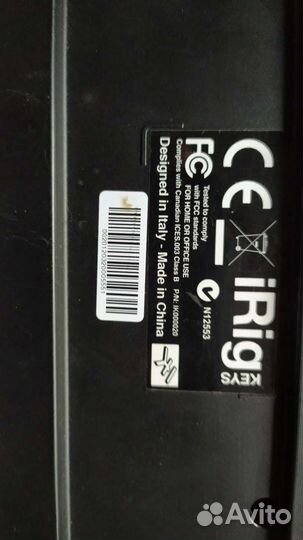 iRig
KEYS
N12553
FC Tested to comply
with FCC standards
FOR HOME OR OFFICE USE
Complies with Canadian ICES-003 Class B P/N: IK000020
Designed in Italy - Made in China
Avito